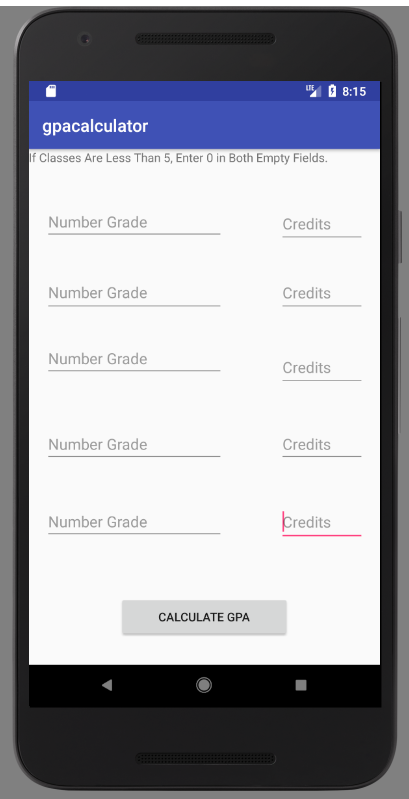 LTE 8:15
gpacalculator
If Classes Are Less Than 5, Enter 0 in Both Empty Fields.
Number Grade Credits
Number Grade Credits
Number Grade Credits
Number Grade Credits
Number Grade Credits
CALCULATE GPA